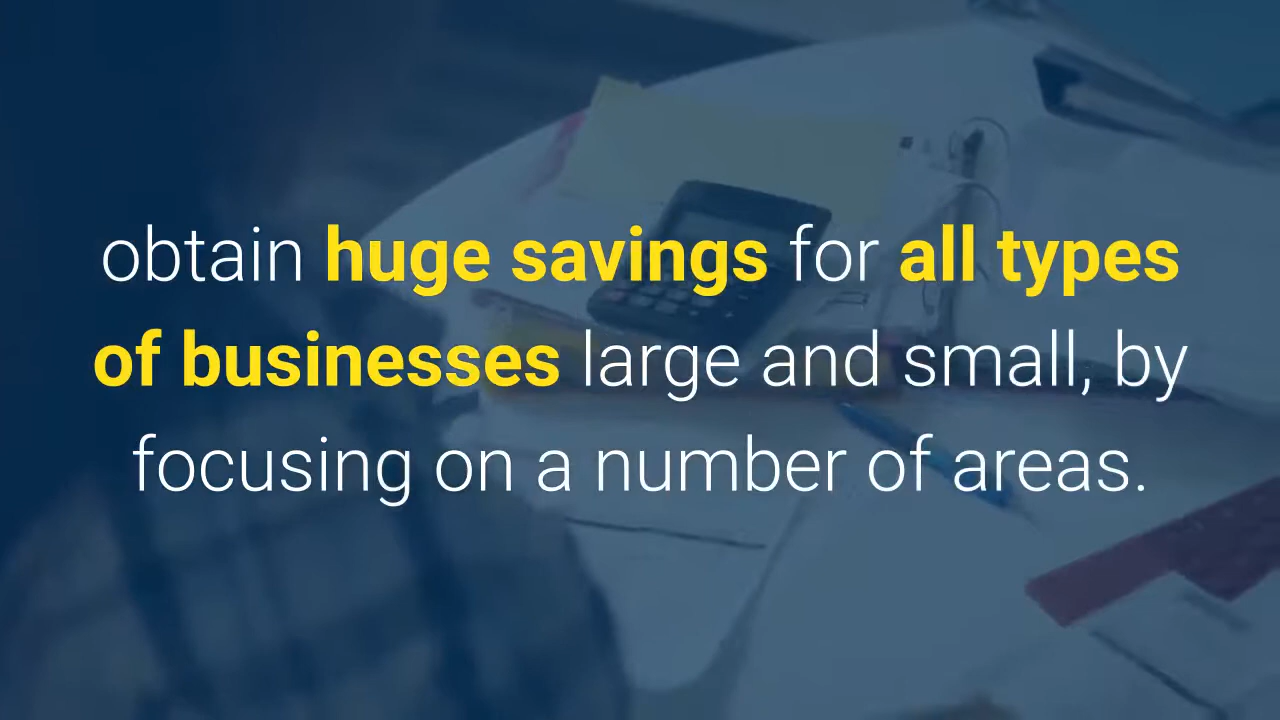 obtain huge savings for all types
of businesses large and small, by
focusing on a number of areas.